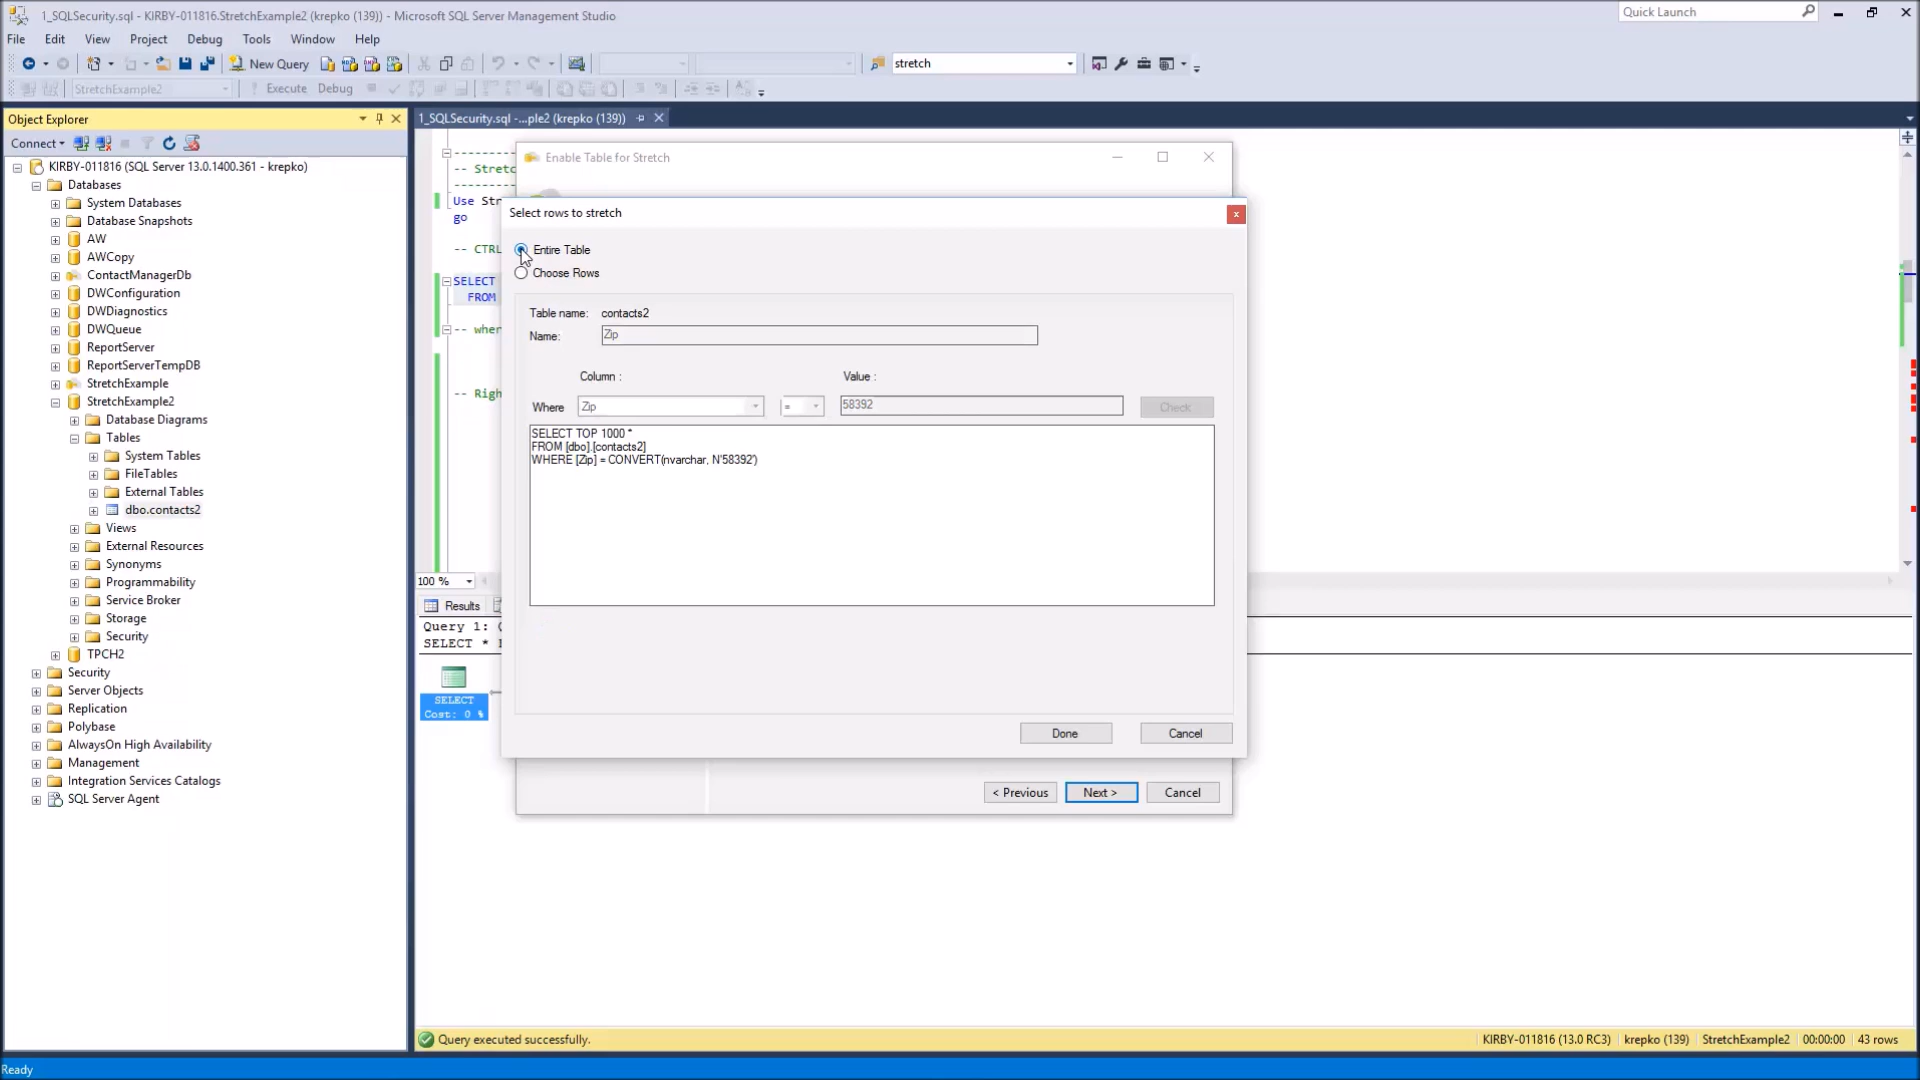 1_SQLSecurity.sql - KIRBY-011816.StretchExample2 (krepko (139)) - Microsoft SQL Server Management Studio
Quick Launch
File Edit View Project Debug Tools Window Help
New Query
stretch
StretchExample2
Execute Debug
Object Explorer
1_SQLSecurity.sql -...ple2 (krepko (139))
Connect
KIRBY-011816 (SQL Server 13.0.1400.361 - krepko)
Databases
System Databases
Database Snapshots
AW
AWCopy
ContactManagerDb
DWConfiguration
DWDiagnostics
DWQueue
ReportServer
ReportServerTempDB
StretchExample
StretchExample2
Database Diagrams
Tables
System Tables
FileTables
External Tables
dbo.contacts2
Views
External Resources
Synonyms
Programmability
Service Broker
Storage
Security
TPCH2
Security
Server Objects
Replication
Polybase
AlwaysOn High Availability
Management
Integration Services Catalogs
SQL Server Agent
-- Stretc
Use Str
go
-- CTRL
SELECT
FROM
-- wher
-- Righ
100 %
Results
Query 1: (
SELECT *
SELECT
Cost: 0 %
Enable Table for Stretch
Select rows to stretch
Entire Table
Choose Rows
Table name: contacts2
Name: Zip
Column : Value :
Where Zip = 58392 Check
SELECT TOP 1000 *
FROM [dbo].[contacts2]
WHERE [Zip] = CONVERT(nvarchar, N'58392')
Done Cancel
< Previous Next > Cancel
Query executed successfully.
KIRBY-011816 (13.0 RC3) krepko (139) StretchExample2 00:00:00 43 rows
Ready